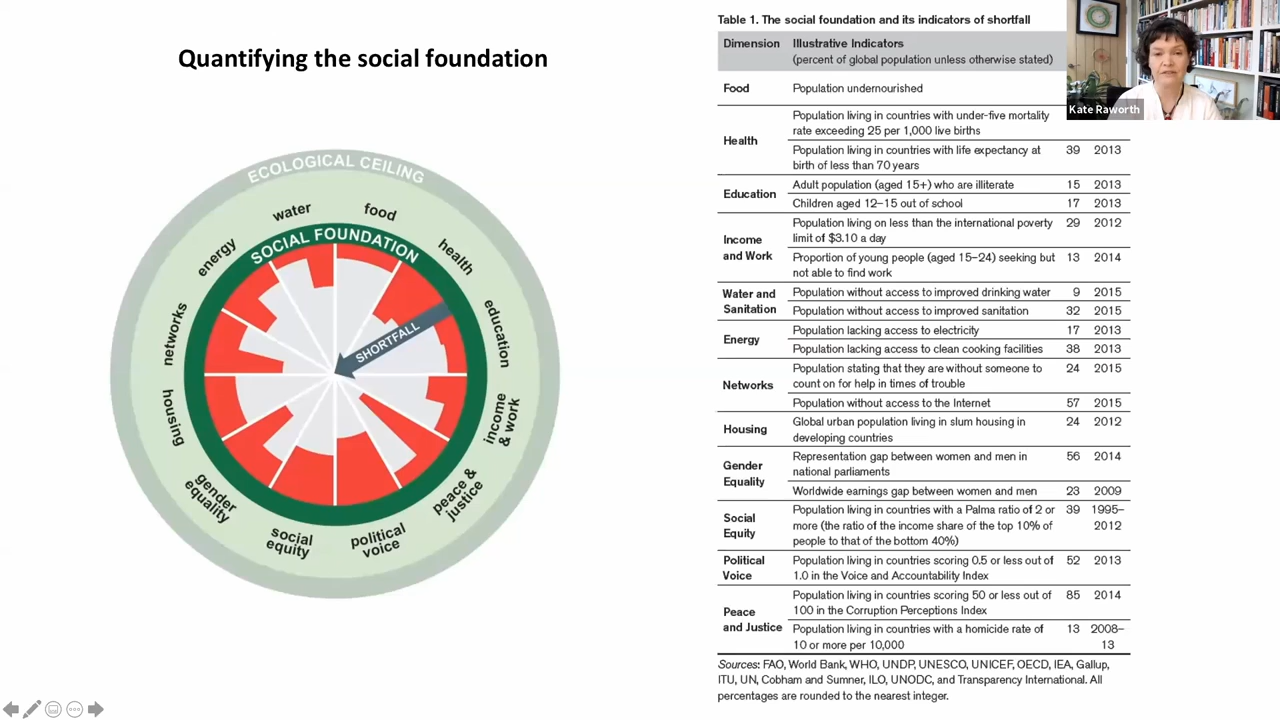 Quantifying the social foundation
ECOLOGICAL CEILING
SOCIAL FOUNDATION
SHORTFALL
water
food
energy
health
networks
education
housing
income
& work
gender
equality
peace &
justice
social
equity
political
voice
Table 1. The social foundation and its indicators of shortfall
Dimension Illustrative Indicators
(percent of global population unless otherwise stated)
Food Population undernourished
Health
Population living in countries with under-five mortality
rate exceeding 25 per 1,000 live births
Population living in countries with life expectancy at 39 2013
birth of less than 70 years
Education
Adult population (aged 15+) who are illiterate 15 2013
Children aged 12–15 out of school 17 2013
Income
and Work
Population living on less than the international poverty 29 2012
limit of $3.10 a day
Proportion of young people (aged 15–24) seeking but 13 2014
not able to find work
Water and
Sanitation
Population without access to improved drinking water 9 2015
Population without access to improved sanitation 32 2015
Energy
Population lacking access to electricity 17 2013
Population lacking access to clean cooking facilities 38 2013
Networks
Population stating that they are without someone to 24 2015
count on for help in times of trouble
Population without access to the Internet 57 2015
Housing
Global urban population living in slum housing in 24 2012
developing countries
Gender
Equality
Representation gap between women and men in 56 2014
national parliaments
Worldwide earnings gap between women and men 23 2009
Social
Equity
Population living in countries with a Palma ratio of 2 or 39 1995–
more (the ratio of the income share of the top 10% of 2012
people to that of the bottom 40%)
Political
Voice
Population living in countries scoring 0.5 or less out of 52 2013
1.0 in the Voice and Accountability Index
Peace
and Justice
Population living in countries scoring 50 or less out of 85 2014
100 in the Corruption Perceptions Index
Population living in countries with a homicide rate of 13 2008–
10 or more per 10,000 13
Sources: FAO, World Bank, WHO, UNDP, UNESCO, UNICEF, OECD, IEA, Gallup,
ITU, UN, Cobham and Sumner, ILO, UNODC, and Transparency International. All
percentages are rounded to the nearest integer.
Kate Raworth